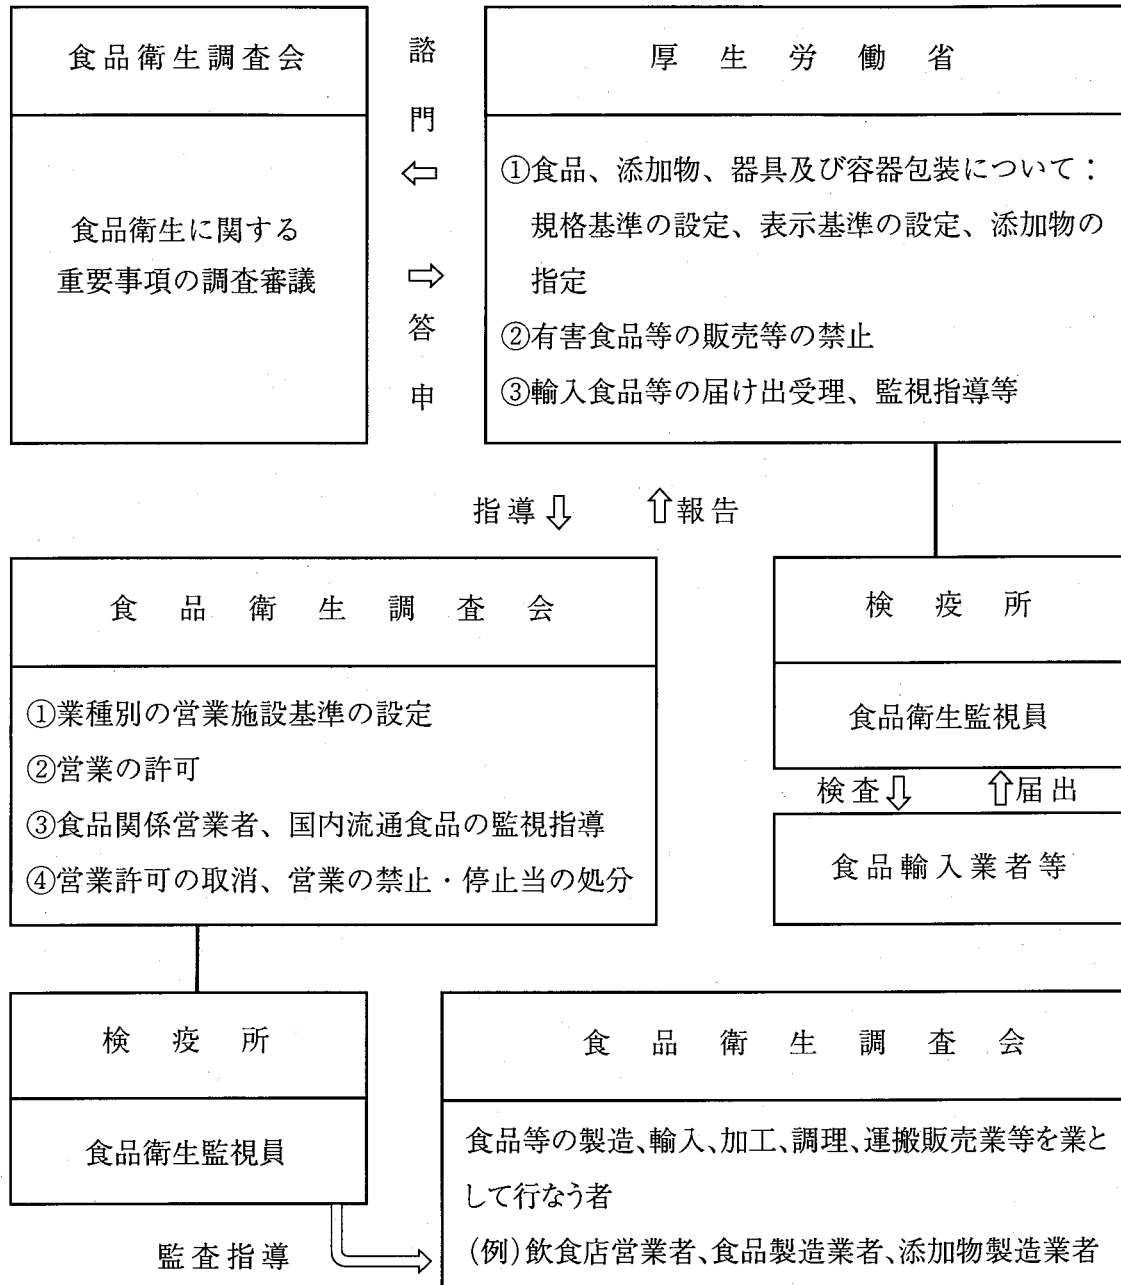 食品衛生調査会
食品衛生に関する
重要事項の調査審議
諮門
⇦
⇨
答申
厚生労働省
①食品、添加物、器具及び容器包装について：
規格基準の設定、表示基準の設定、添加物の
指定
②有害食品等の販売等の禁止
③輸入食品等の届け出受理、監視指導等
指導⇩ ⇧報告
食品衛生調査会
①業種別の営業施設基準の設定
②営業の許可
③食品関係営業者、国内流通食品の監視指導
④営業許可の取消、営業の禁止・停止当の処分
検疫所
食品衛生監視員
検査⇩ ⇧届出
食品輸入業者等
検疫所
食品衛生監視員
監査指導
食品衛生調査会
食品等の製造、輸入、加工、調理、運搬販売業等を業と
して行なう者
(例)飲食店営業者、食品製造業者、添加物製造業者